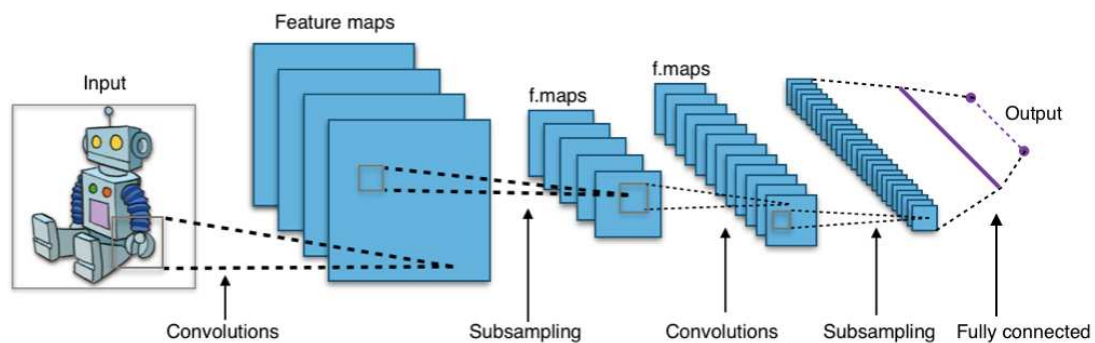 Feature maps
f.maps
Input
f.maps
Output
Convolutions
Subsampling
Convolutions
Subsampling
Fully connected